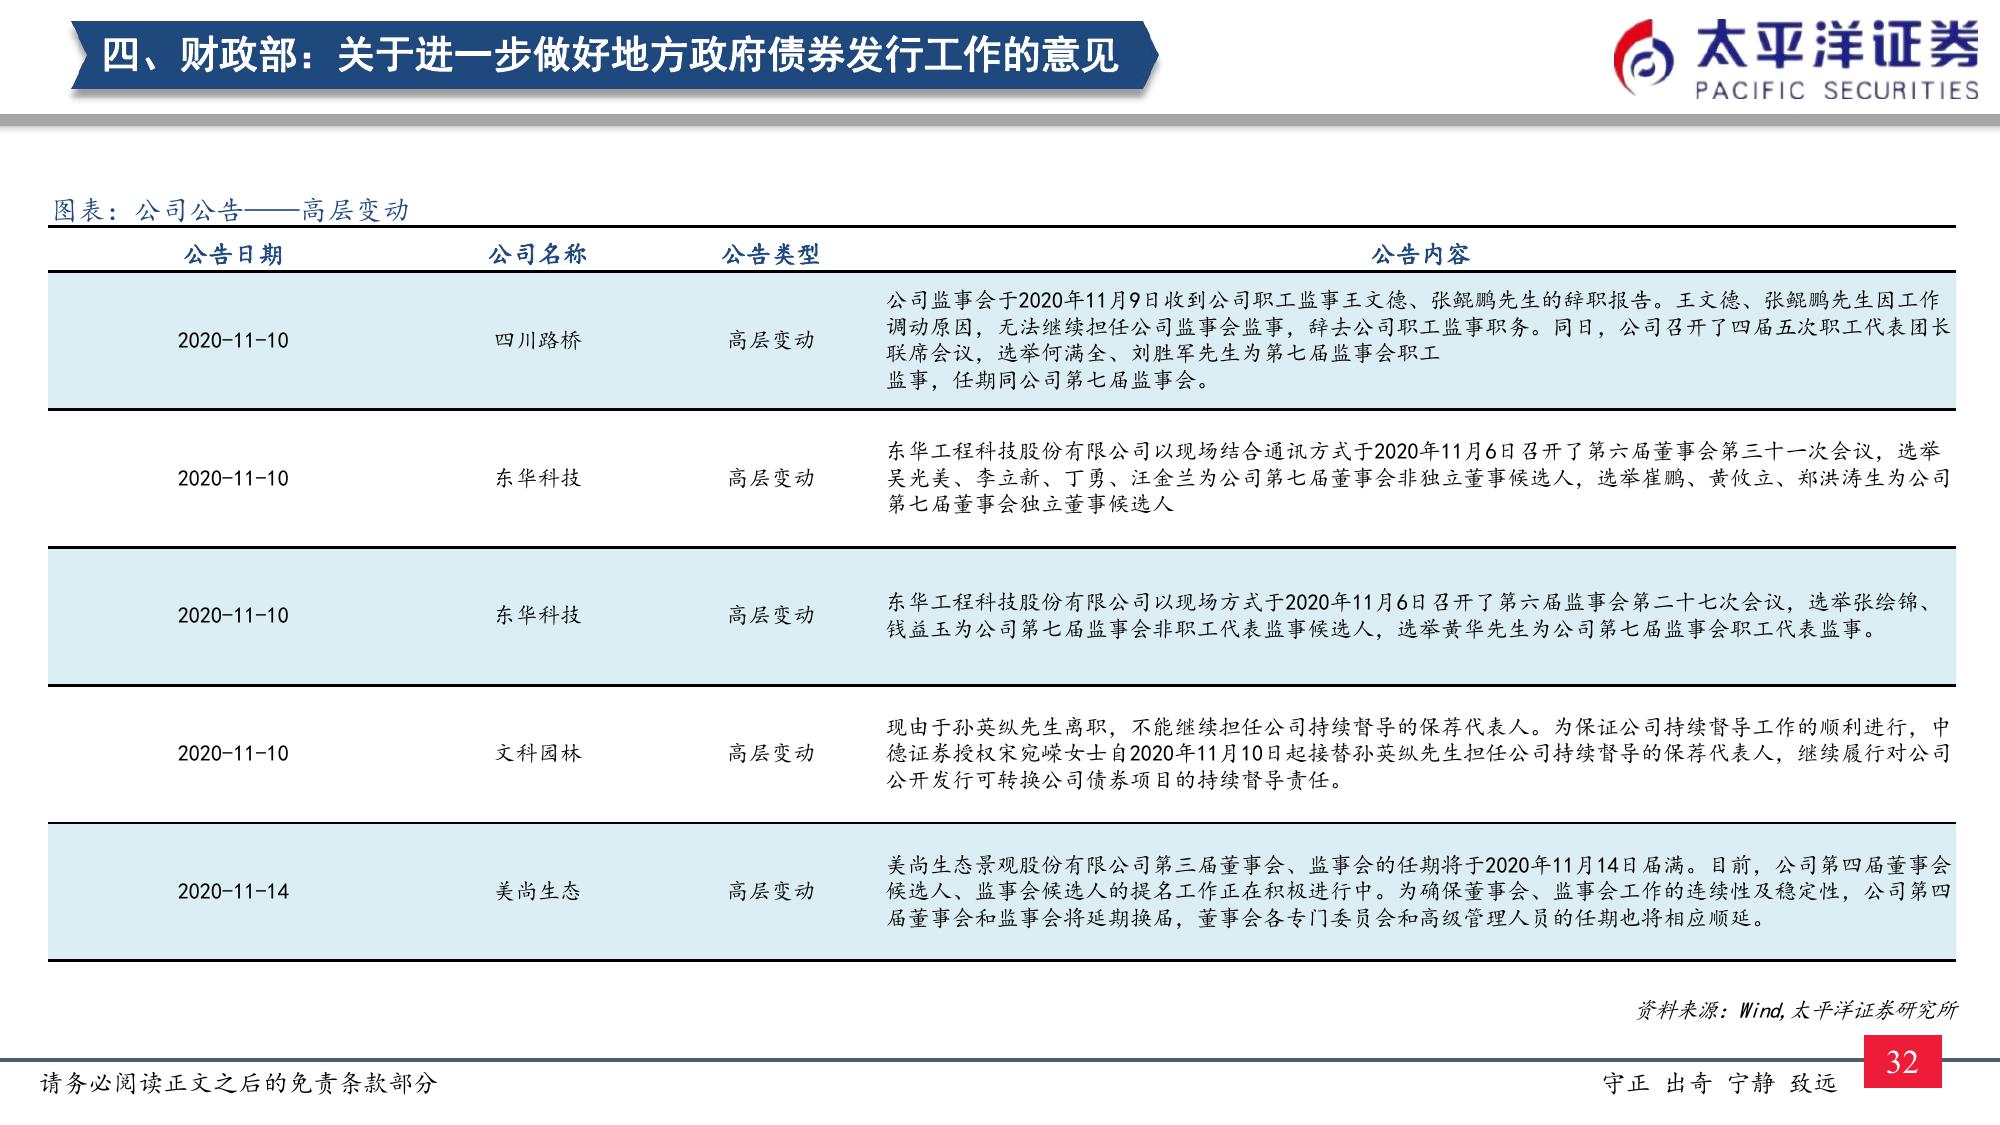 四、财政部：关于进一步做好地方政府债券发行工作的意见
太平洋证券
PACIFIC SECURITIES
图表：公司公告——高层变动
公告日期 公司名称 公告类型 公告内容
公司监事会于2020年11月9日收到公司职工监事王文德、张鲲鹏先生的辞职报告。王文德、张鲲鹏先生因工作
调动原因，无法继续担任公司监事会监事，辞去公司职工监事职务。同日，公司召开了四届五次职工代表团长
2020-11-10 四川路桥 高层变动
联席会议，选举何满全、刘胜军先生为第七届监事会职工
监事，任期同公司第七届监事会。
东华工程科技股份有限公司以现场结合通讯方式于2020年11月6日召开了第六届董事会第三十一次会议，选举
2020-11-10 东华科技 高层变动 吴光美、李立新、丁勇、汪金兰为公司第七届董事会非独立董事候选人，选举崔鹏、黄攸立、郑洪涛生为公司
第七届董事会独立董事候选人
东华工程科技股份有限公司以现场方式于2020年11月6日召开了第六届监事会第二十七次会议，选举张绘锦、
2020-11-10 东华科技 高层变动
钱益玉为公司第七届监事会非职工代表监事候选人，选举黄华先生为公司第七届监事会职工代表监事。
现由于孙英纵先生离职，不能继续担任公司持续督导的保荐代表人。为保证公司持续督导工作的顺利进行，中
2020-11-10 文科园林 高层变动 德证券授权宋宛嵘女士自2020年11月10日起接替孙英纵先生担任公司持续督导的保荐代表人，继续履行对公司
公开发行可转换公司债券项目的持续督导责任。
美尚生态景观股份有限公司第三届董事会、监事会的任期将于2020年11月14日届满。目前，公司第四届董事会
2020-11-14 美尚生态 高层变动 候选人、监事会候选人的提名工作正在积极进行中。为确保董事会、监事会工作的连续性及稳定性，公司第四
届董事会和监事会将延期换届，董事会各专门委员会和高级管理人员的任期也将相应顺延。
资料来源：Wind,太平洋证券研究所
请务必阅读正文之后的免责条款部分
守正 出奇 宁静 致远
32